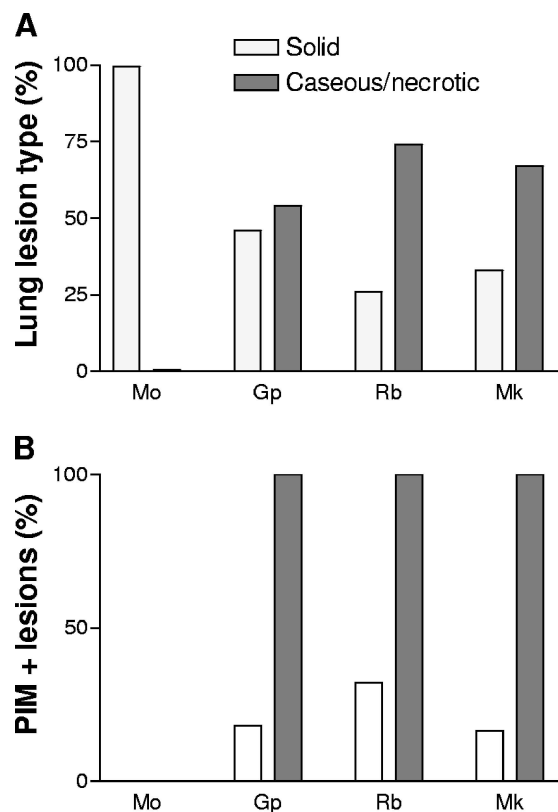 A
Solid
Caseous/necrotic
Lung lesion type (%)
100
75
50
25
0
Mo Gp Rb Mk
B
PIM + lesions (%)
100
50
0
Mo Gp Rb Mk